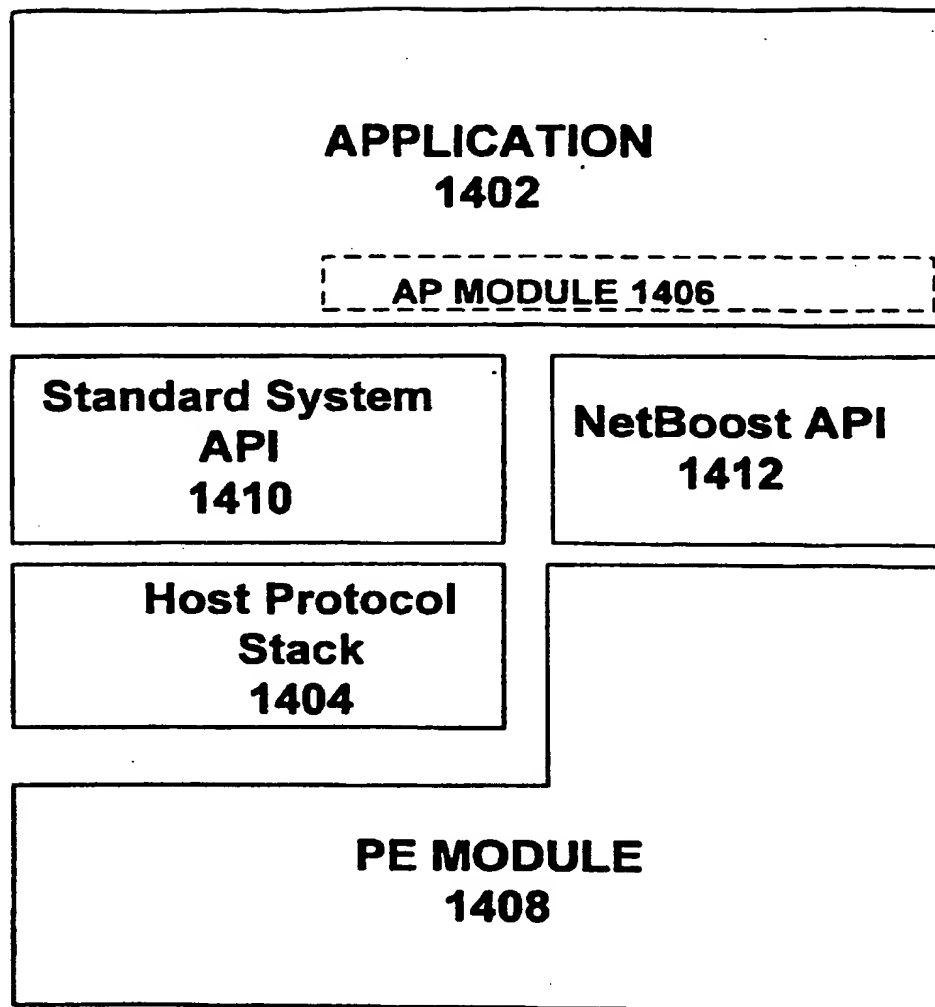 APPLICATION
1402
AP MODULE 1406
Standard System
API
1410
NetBoost API
1412
Host Protocol
Stack
1404
PE MODULE
1408